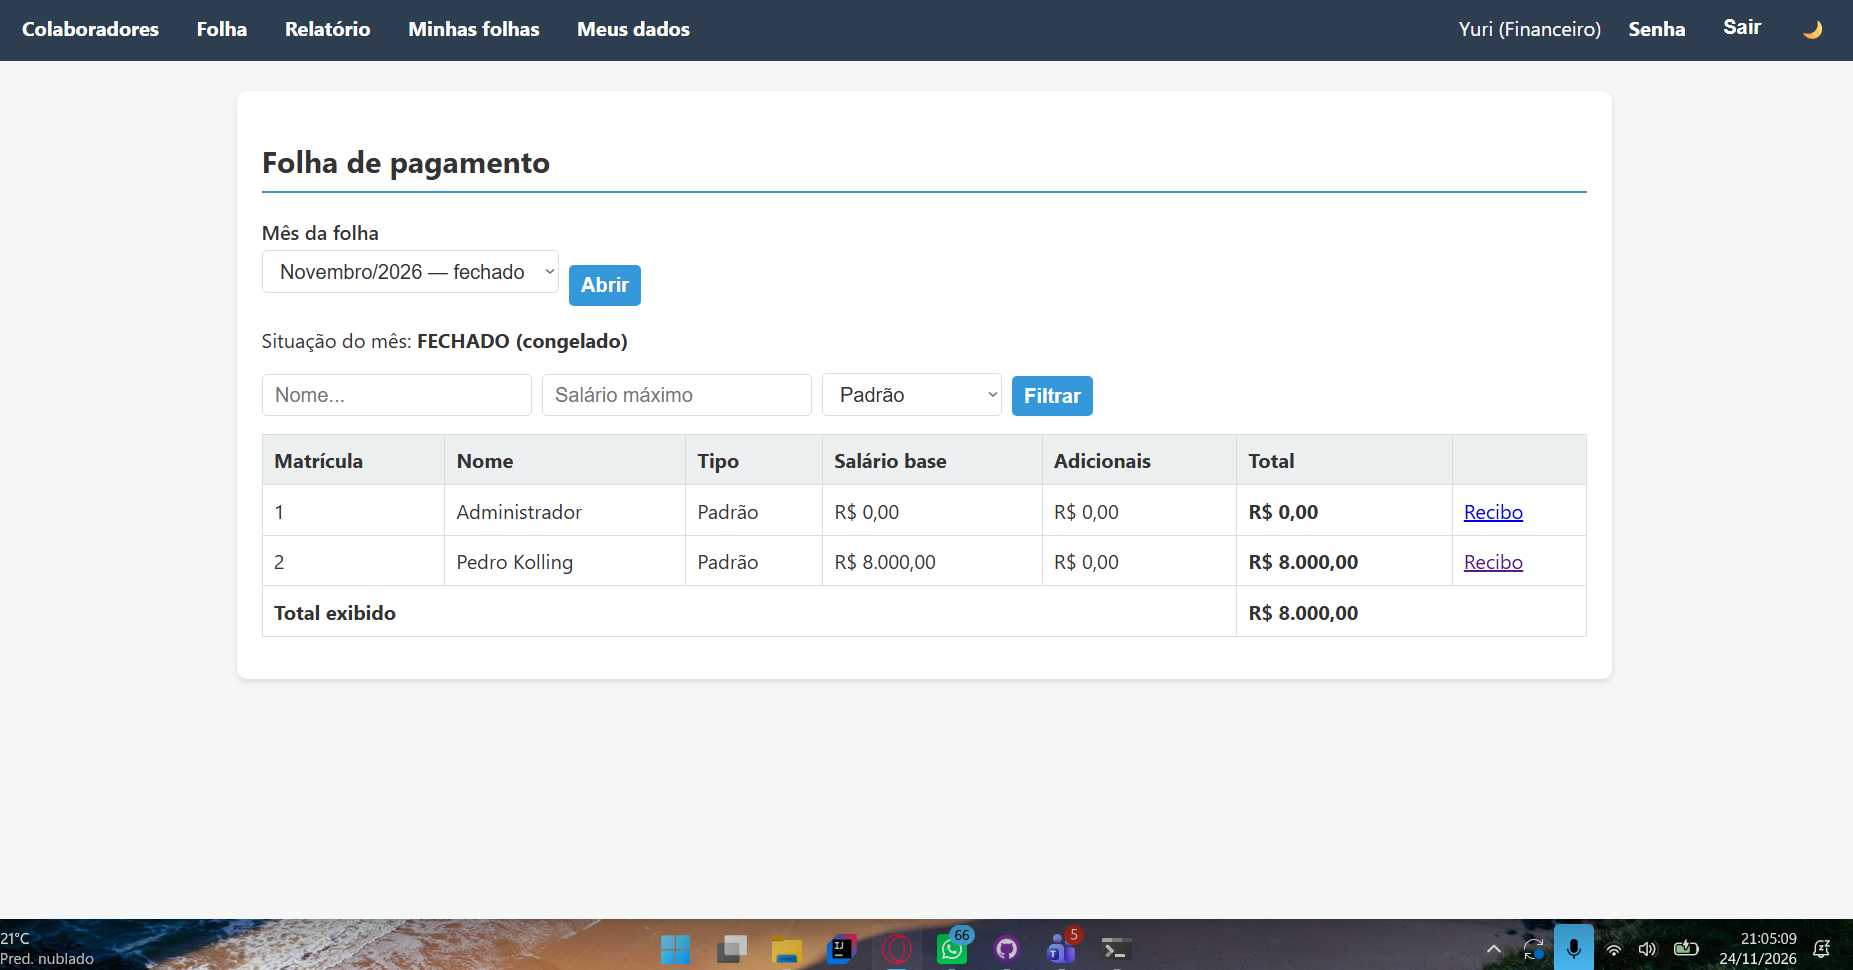 Colaboradores Folha Relatório Minhas folhas Meus dados Yuri (Financeiro) Senha Sair
Folha de pagamento
Mês da folha
Novembro/2026 — fechado Abrir
Situação do mês: FECHADO (congelado)
Nome... Salário máximo Padrão Filtrar
Matrícula Nome Tipo Salário base Adicionais Total
1 Administrador Padrão R$ 0,00 R$ 0,00 R$ 0,00 Recibo
2 Pedro Kolling Padrão R$ 8.000,00 R$ 0,00 R$ 8.000,00 Recibo
Total exibido R$ 8.000,00
21°C
Pred. nublado
IJ
66
5
21:05:09
24/11/2026